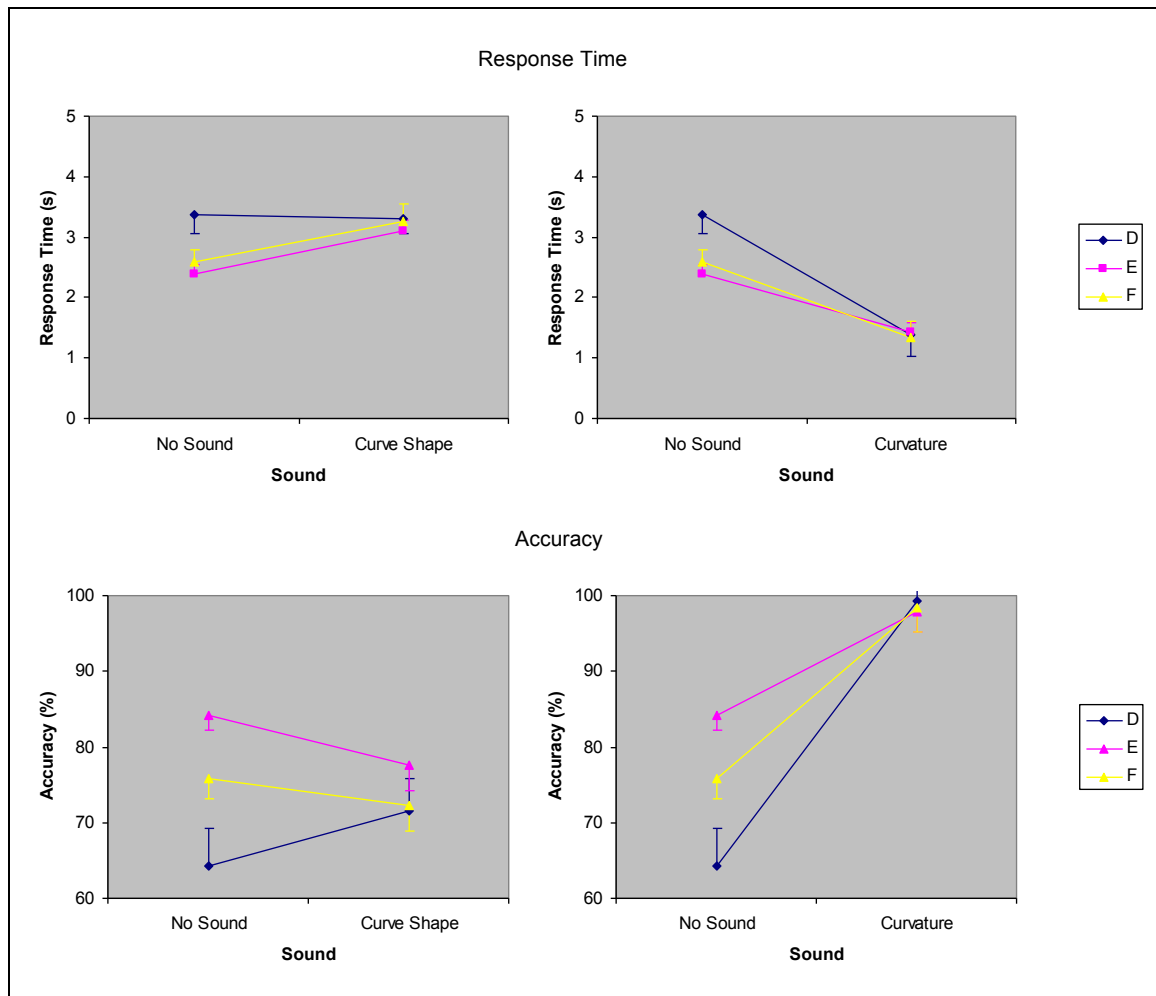 Response Time
5
4
3
2
1
0
Response Time (s)
No Sound Curve Shape
Sound
5
4
3
2
1
0
Response Time (s)
No Sound Curvature
Sound
D
E
F
Accuracy
100
90
80
70
60
Accuracy (%)
No Sound Curve Shape
Sound
100
90
80
70
60
Accuracy (%)
No Sound Curvature
Sound
D
E
F